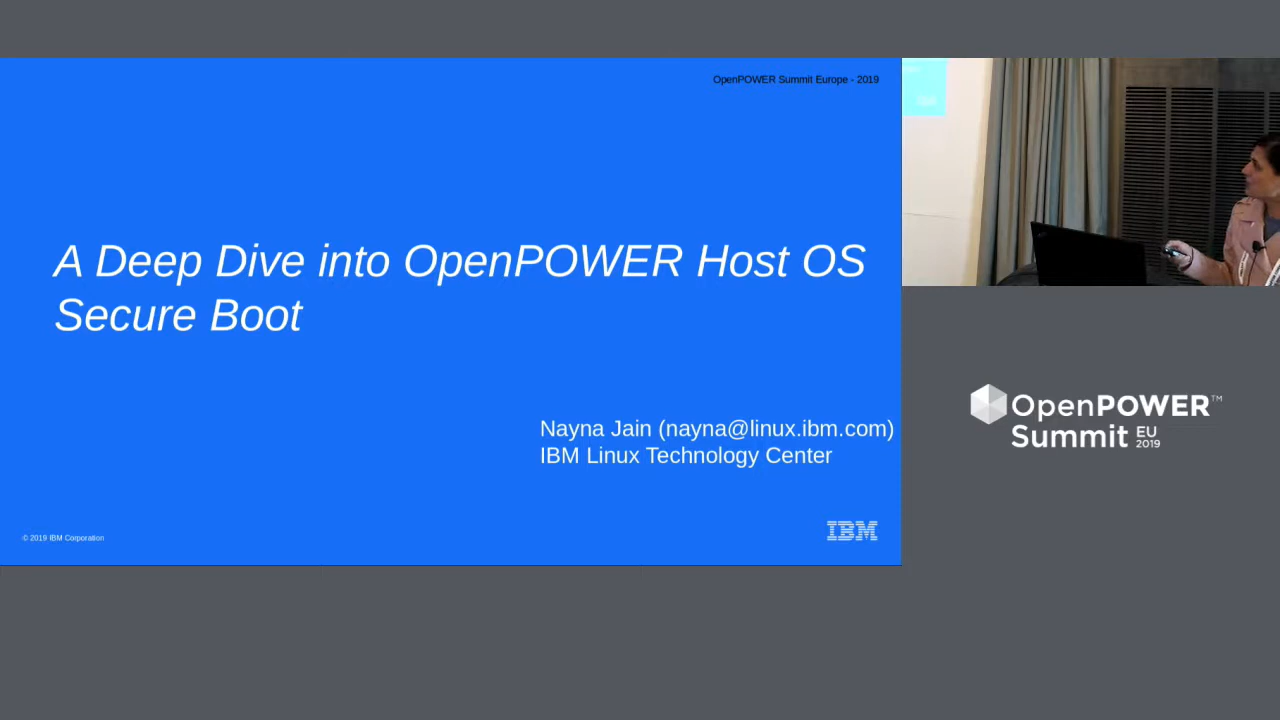 OpenPOWER Summit Europe - 2019
A Deep Dive into OpenPOWER Host OS
Secure Boot
Nayna Jain (nayna@linux.ibm.com)
IBM Linux Technology Center
© 2019 IBM Corporation
IBM
OpenPOWER™
Summit EU
2019